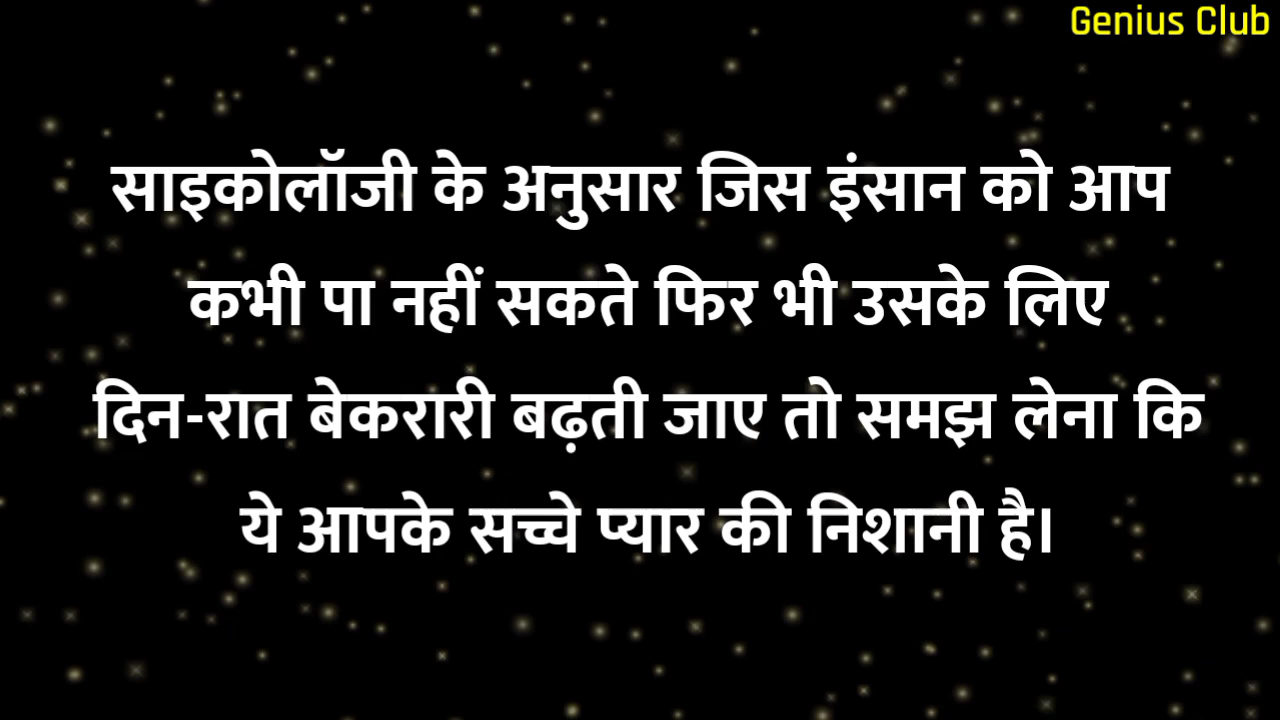 Genius Club
साइकोलॉजी के अनुसार जिस इंसान को आप
कभी पा नहीं सकते फिर भी उसके लिए
दिन-रात बेकरारी बढ़ती जाए तो समझ लेना कि
ये आपके सच्चे प्यार की निशानी है।